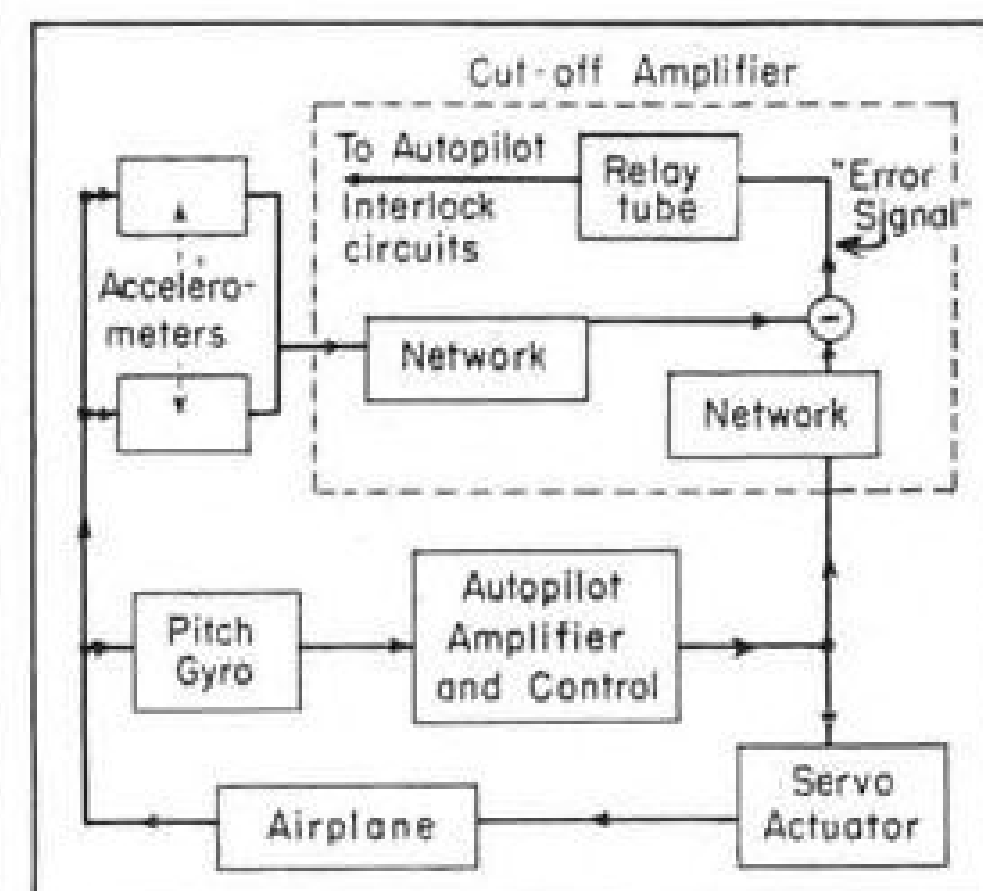 Cut-off Amplifier
To Autopilot
Interlock
circuits
Relay
tube
"Error
Signal"
Accelero-
meters
Network
Network
Pitch
Gyro
Autopilot
Amplifier
and Control
Airplane
Servo
Actuator